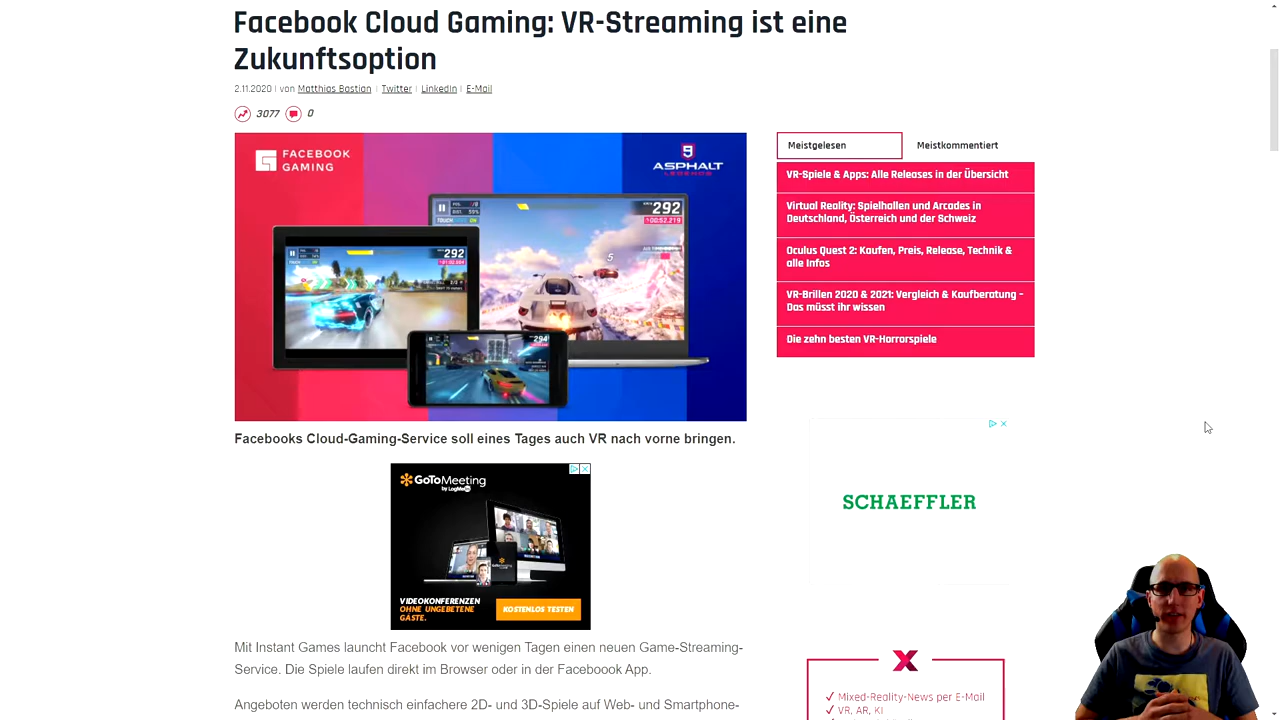 Facebook Cloud Gaming: VR-Streaming ist eine
Zukunftsoption
2.11.2020 | von Matthias Bastian | Twitter | LinkedIn | E-Mail
3077 0
FACEBOOK
GAMING
ASPHALT
LEGENDS
292
292
294
Facebooks Cloud-Gaming-Service soll eines Tages auch VR nach vorne bringen.
GoToMeeting
by LogMeIn
VIDEOKONFERENZEN
OHNE UNGEBETENE
GÄSTE.
KOSTENLOS TESTEN
Mit Instant Games launcht Facebook vor wenigen Tagen einen neuen Game-Streaming-
Service. Die Spiele laufen direkt im Browser oder in der Faceboook App.
Angeboten werden technisch einfachere 2D- und 3D-Spiele auf Web- und Smartphone-
Meistgelesen
Meistkommentiert
VR-Spiele & Apps: Alle Releases in der Übersicht
Virtual Reality: Spielhallen und Arcades in
Deutschland, Österreich und der Schweiz
Oculus Quest 2: Kaufen, Preis, Release, Technik &
alle Infos
VR-Brillen 2020 & 2021: Vergleich & Kaufberatung –
Das müsst ihr wissen
Die zehn besten VR-Horrorspiele
SCHAEFFLER
✓ Mixed-Reality-News per E-Mail
✓ VR, AR, KI